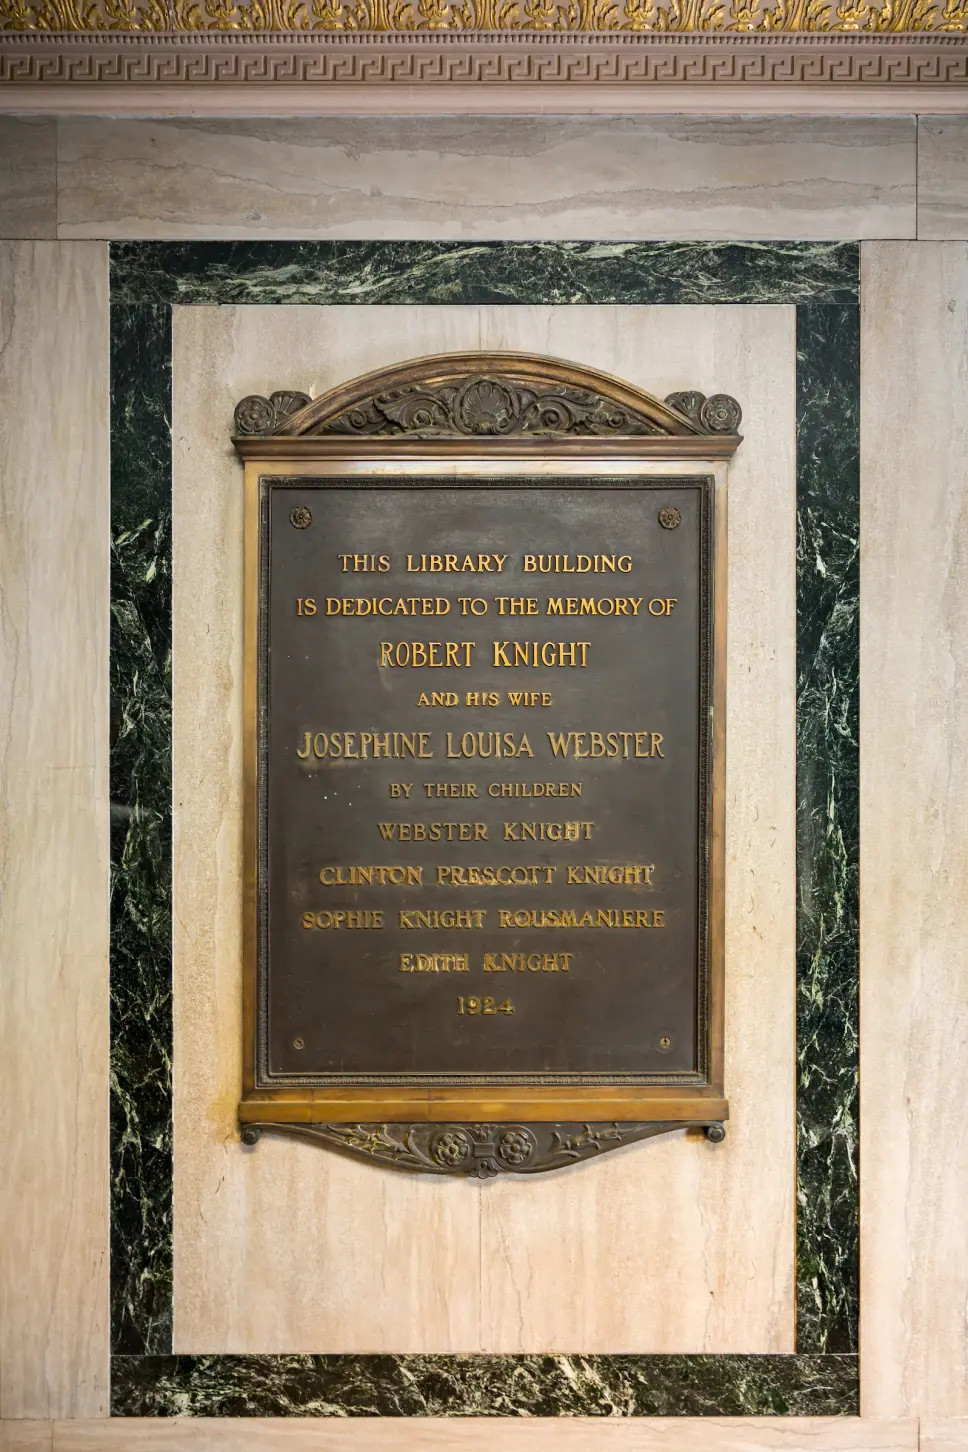 THIS LIBRARY BUILDING
IS DEDICATED TO THE MEMORY OF
ROBERT KNIGHT
AND HIS WIFE
JOSEPHINE LOUISA WEBSTER
BY THEIR CHILDREN
WEBSTER KNIGHT
CLINTON PRESCOTT KNIGHT
SOPHIE KNIGHT ROUSMANIERE
EDITH KNIGHT
1924